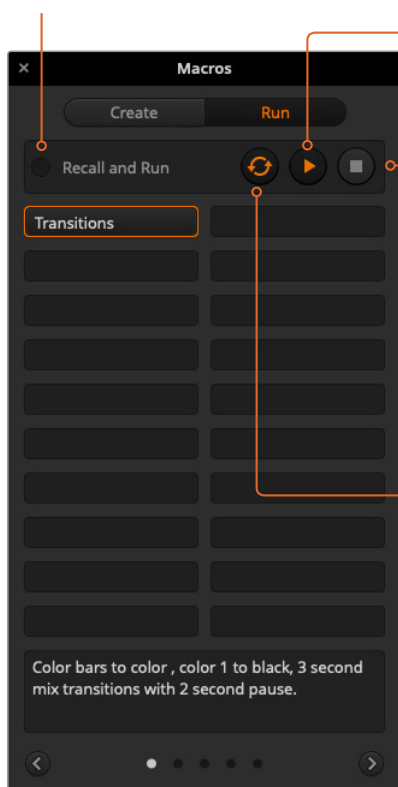 Macros
Create
Run
Recall and Run
Transitions
Color bars to color , color 1 to black, 3 second
mix transitions with 2 second pause.